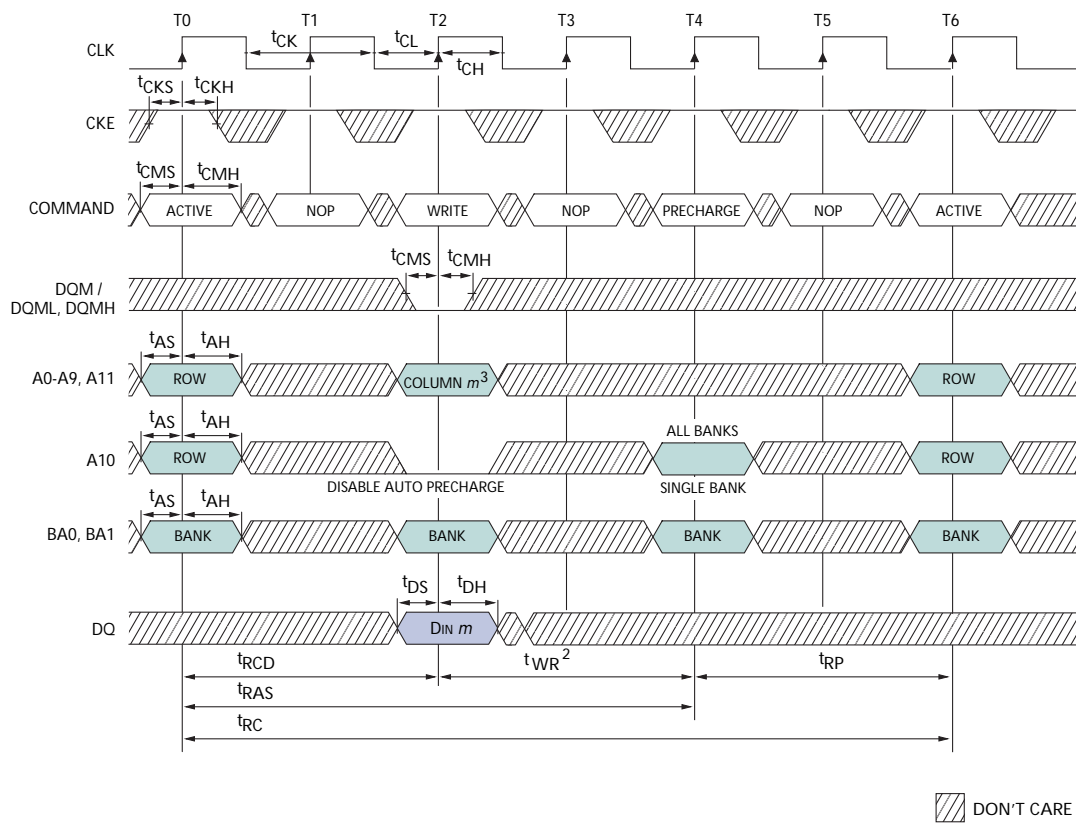 T0 T1 T2 T3 T4 T5 T6
CLK
tCK tCL
tCH
tCKS tCKH
CKE
tCMS tCMH
COMMAND ACTIVE NOP WRITE NOP PRECHARGE NOP ACTIVE
tCMS tCMH
DQM /
DQML, DQMH
tAS tAH
A0-A9, A11 ROW COLUMN m3 ROW
tAS tAH ALL BANKS
A10 ROW ROW
DISABLE AUTO PRECHARGE SINGLE BANK
tAS tAH
BA0, BA1 BANK BANK BANK BANK
tDS tDH
DQ DIN m
tRCD tWR2 tRP
tRAS
tRC
DON'T CARE